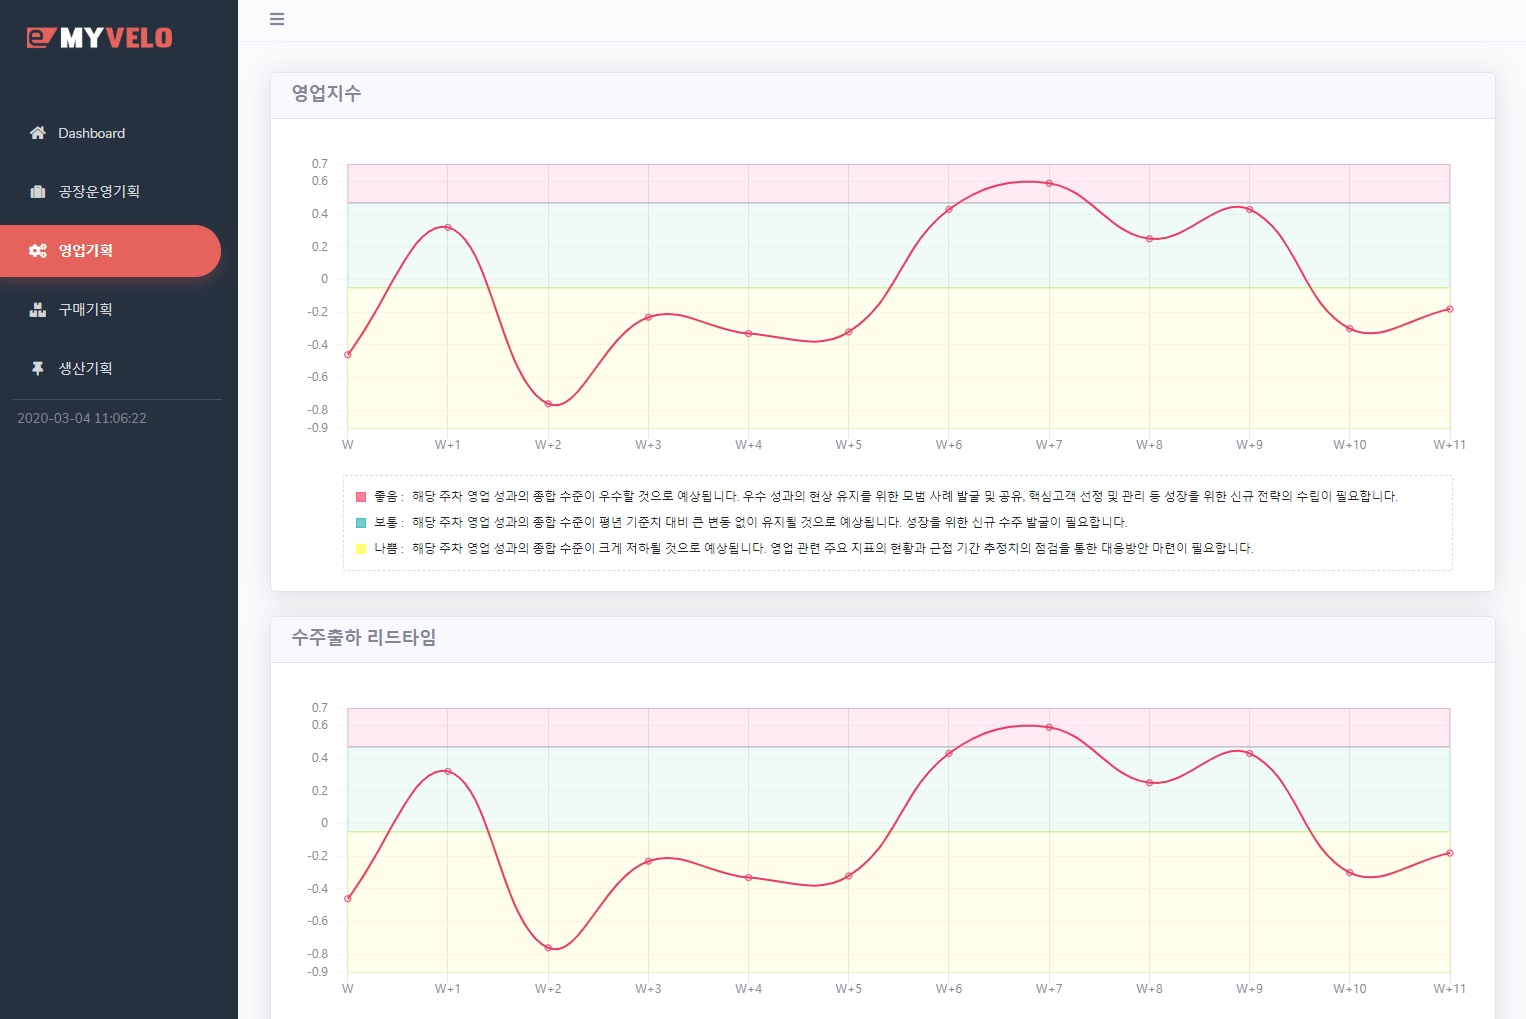 eMYVELO
Dashboard
공장운영기획
영업기획
구매기획
생산기획
2020-03-04 11:06:22
영업지수
0.7
0.6
0.4
0.2
0
-0.2
-0.4
-0.6
-0.8
-0.9
W W+1 W+2 W+3 W+4 W+5 W+6 W+7 W+8 W+9 W+10 W+11
좋음 : 해당 주차 영업 성과의 종합 수준이 우수할 것으로 예상됩니다. 우수 성과의 현상 유지를 위한 모범 사례 발굴 및 공유, 핵심고객 선정 및 관리 등 성장을 위한 신규 전략의 수립이 필요합니다.
보통 : 해당 주차 영업 성과의 종합 수준이 평년 기준치 대비 큰 변동 없이 유지될 것으로 예상됩니다. 성장을 위한 신규 수주 발굴이 필요합니다.
나쁨 : 해당 주차 영업 성과의 종합 수준이 크게 저하될 것으로 예상됩니다. 영업 관련 주요 지표의 현황과 근접 기간 추정치의 점검을 통한 대응방안 마련이 필요합니다.
수주출하 리드타임
0.7
0.6
0.4
0.2
0
-0.2
-0.4
-0.6
-0.8
-0.9
W W+1 W+2 W+3 W+4 W+5 W+6 W+7 W+8 W+9 W+10 W+11